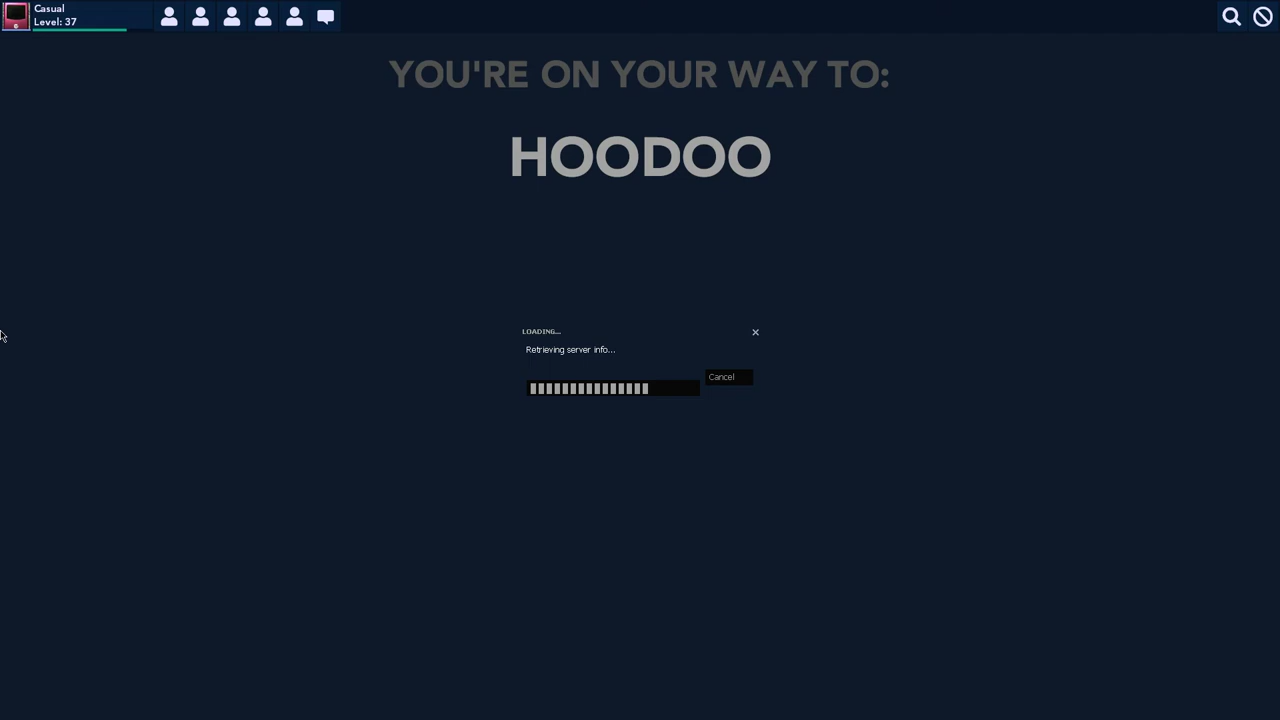 Casual
Level: 37
YOU'RE ON YOUR WAY TO:
HOODOO
LOADING...
Retrieving server info...
Cancel